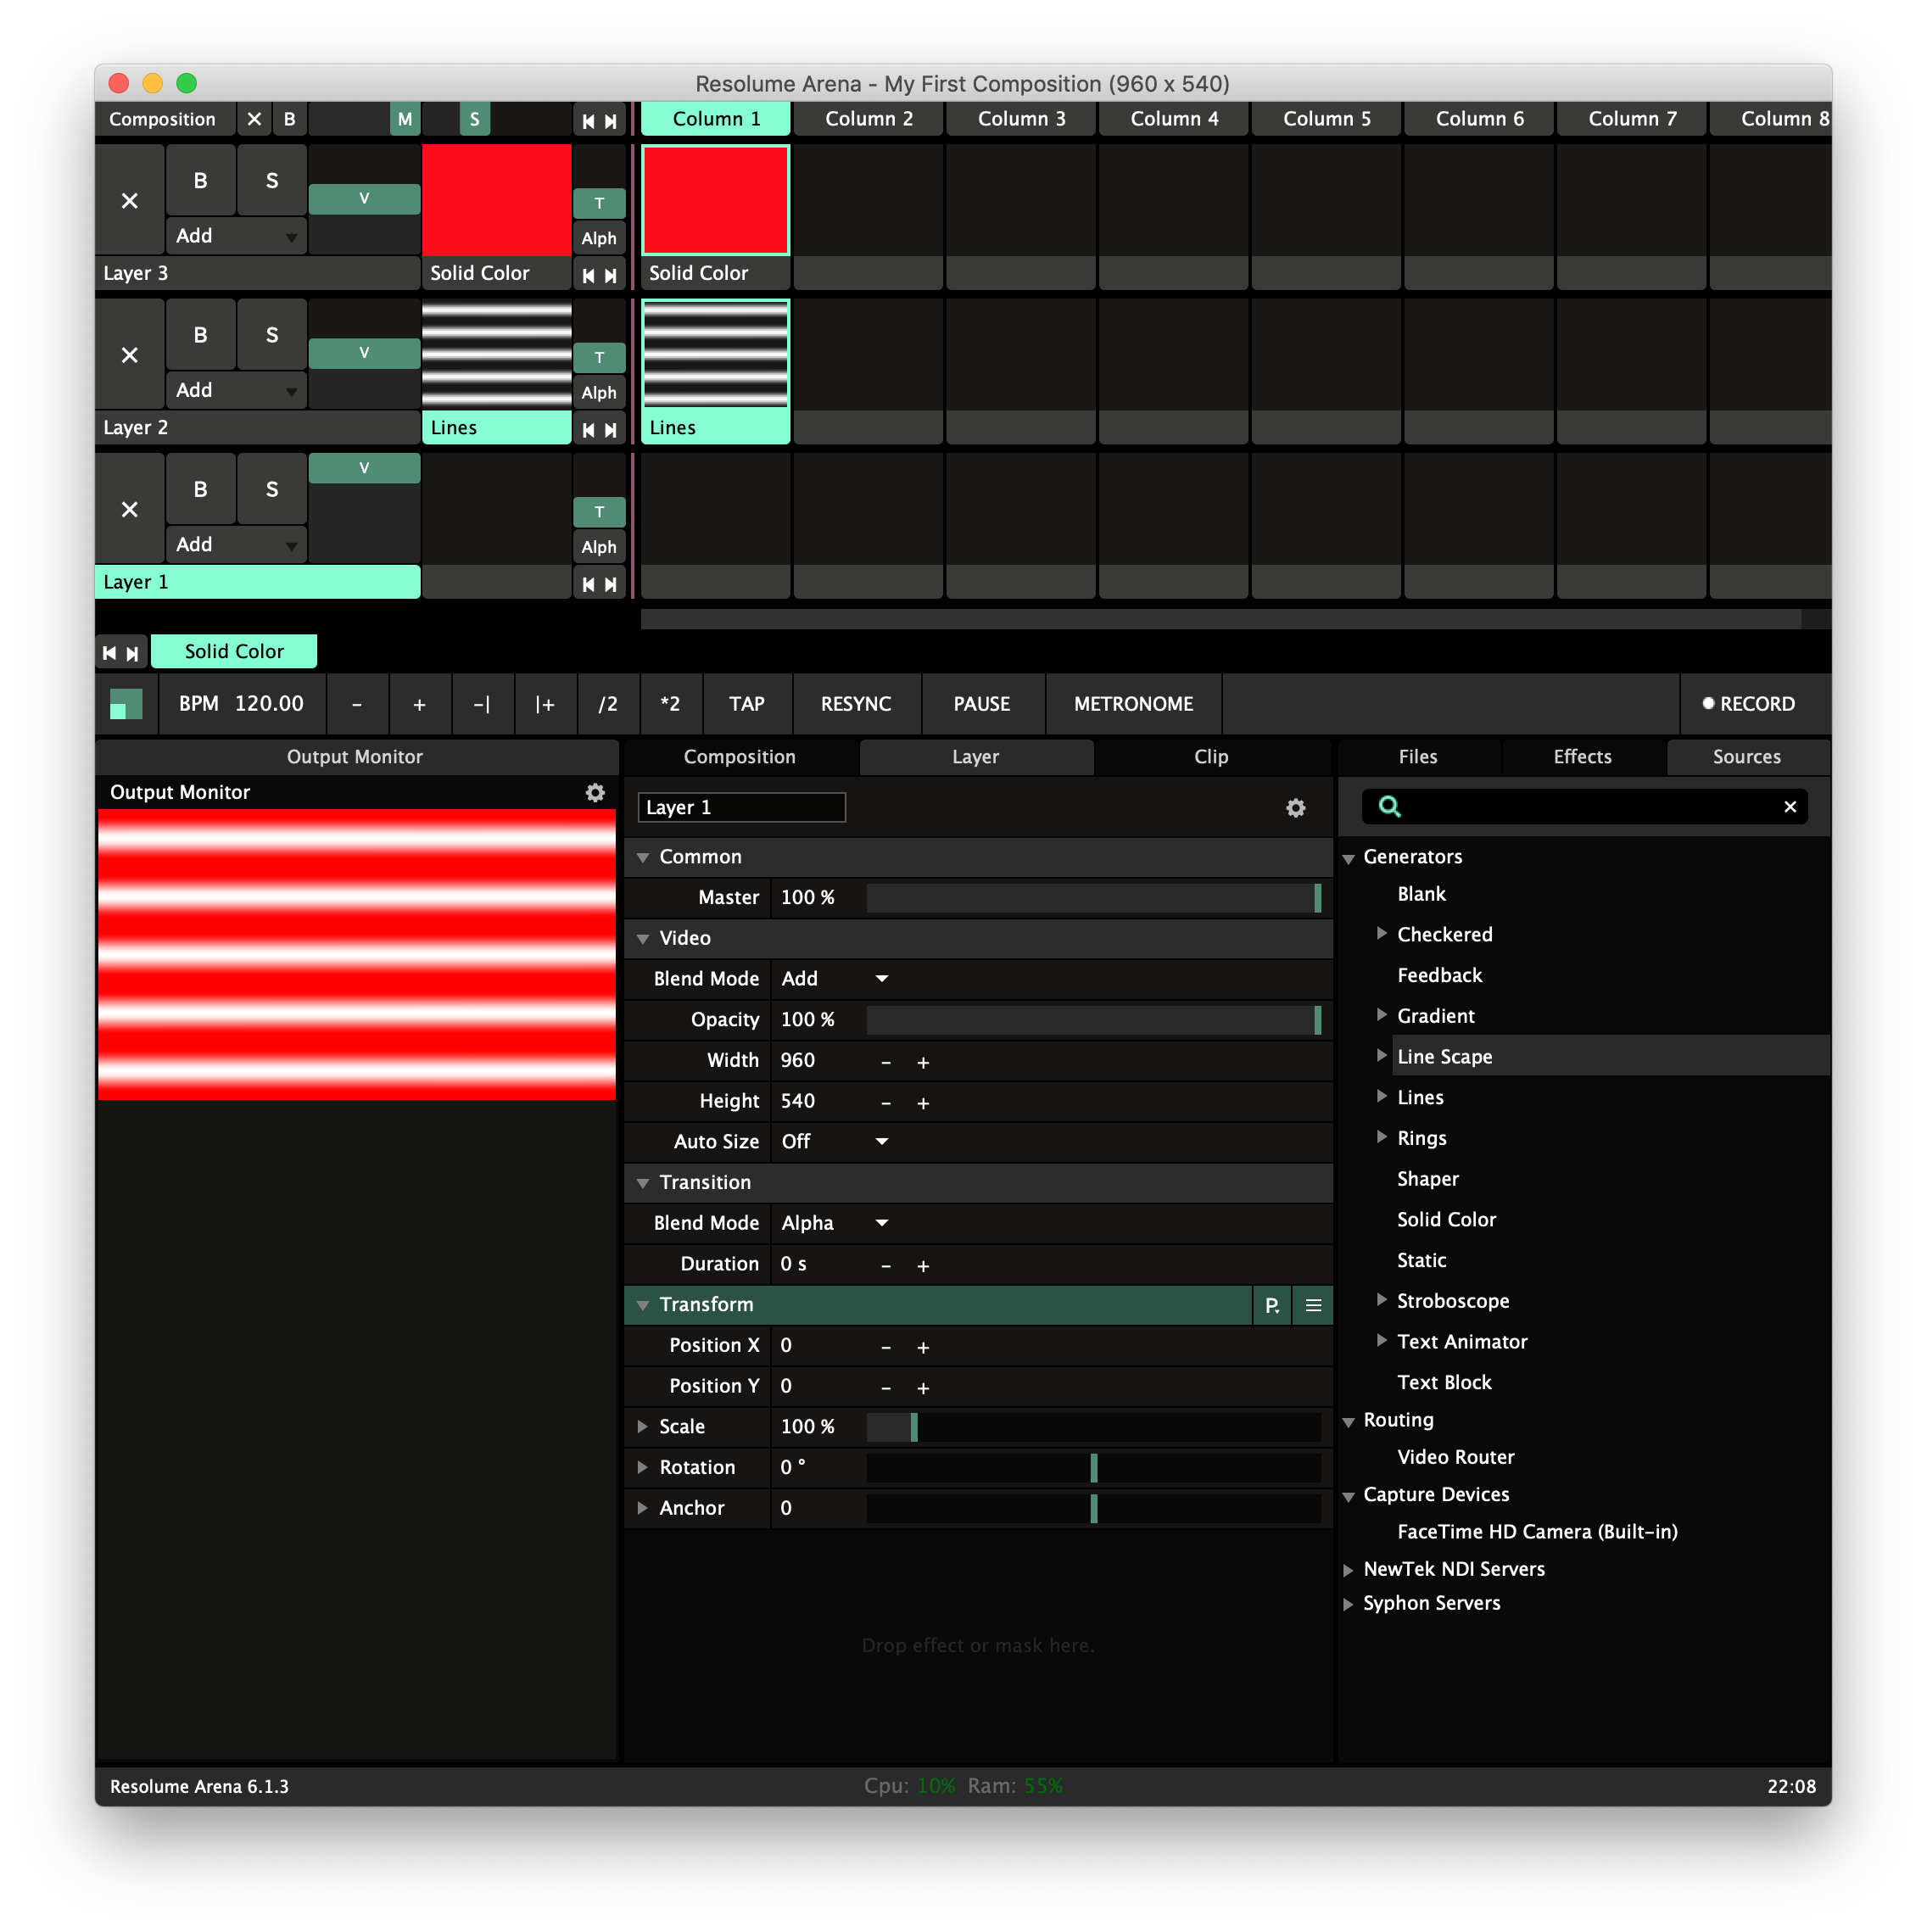 Resolume Arena - My First Composition (960 x 540)
Composition × B M S Column 1 Column 2 Column 3 Column 4 Column 5 Column 6 Column 7 Column 8
× B S V T
Add Alph
Layer 3 Solid Color Solid Color
× B S V T
Add Alph
Layer 2 Lines Lines
× B S V T
Add Alph
Layer 1
Solid Color
BPM 120.00 - + -| |+ /2 *2 TAP RESYNC PAUSE METRONOME RECORD
Output Monitor
Output Monitor
Composition Layer Clip
Layer 1
Common
Master 100 %
Video
Blend Mode Add
Opacity 100 %
Width 960 - +
Height 540 - +
Auto Size Off
Transition
Blend Mode Alpha
Duration 0 s - +
Transform P.
Position X 0 - +
Position Y 0 - +
Scale 100 %
Rotation 0 °
Anchor 0
Drop effect or mask here.
Files Effects Sources
×
Generators
Blank
Checkered
Feedback
Gradient
Line Scape
Lines
Rings
Shaper
Solid Color
Static
Stroboscope
Text Animator
Text Block
Routing
Video Router
Capture Devices
FaceTime HD Camera (Built-in)
NewTek NDI Servers
Syphon Servers
Resolume Arena 6.1.3 Cpu: 10% Ram: 55% 22:08